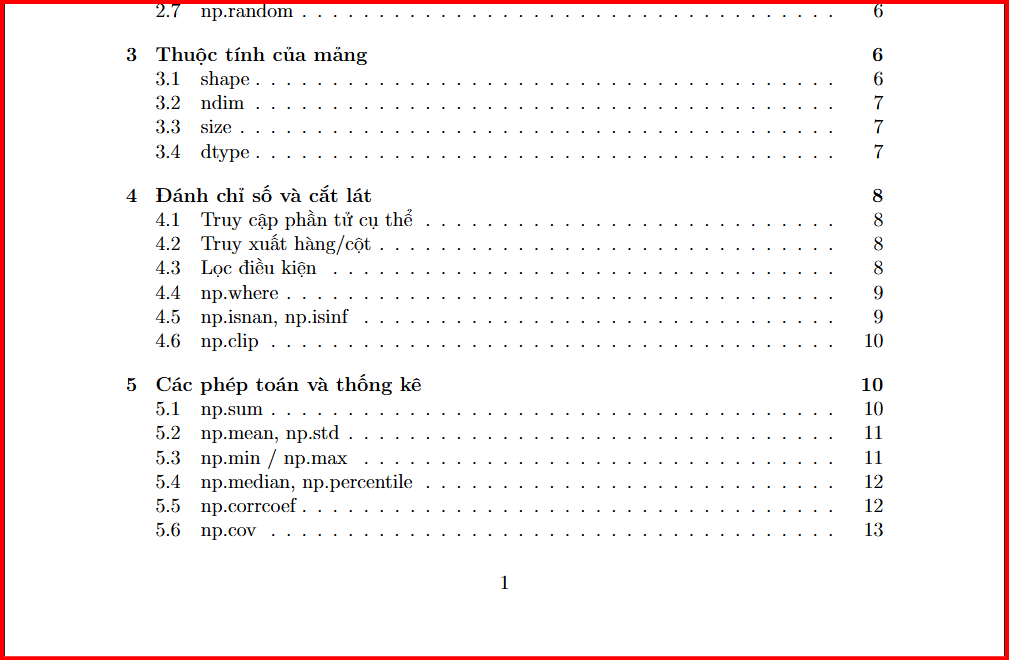 2.7 np.random . . . . . . . . . . . . . . . . . . . . . . . . . . . . . . . . . . . 6
3 Thuộc tính của mảng 6
3.1 shape . . . . . . . . . . . . . . . . . . . . . . . . . . . . . . . . . . . . . . 6
3.2 ndim . . . . . . . . . . . . . . . . . . . . . . . . . . . . . . . . . . . . . . 7
3.3 size . . . . . . . . . . . . . . . . . . . . . . . . . . . . . . . . . . . . . . . 7
3.4 dtype . . . . . . . . . . . . . . . . . . . . . . . . . . . . . . . . . . . . . . 7
4 Đánh chỉ số và cắt lát 8
4.1 Truy cập phần tử cụ thể . . . . . . . . . . . . . . . . . . . . . . . . . . . 8
4.2 Truy xuất hàng/cột . . . . . . . . . . . . . . . . . . . . . . . . . . . . . . 8
4.3 Lọc điều kiện . . . . . . . . . . . . . . . . . . . . . . . . . . . . . . . . . 8
4.4 np.where . . . . . . . . . . . . . . . . . . . . . . . . . . . . . . . . . . . . 9
4.5 np.isnan, np.isinf . . . . . . . . . . . . . . . . . . . . . . . . . . . . . . . 9
4.6 np.clip . . . . . . . . . . . . . . . . . . . . . . . . . . . . . . . . . . . . . 10
5 Các phép toán và thống kê 10
5.1 np.sum . . . . . . . . . . . . . . . . . . . . . . . . . . . . . . . . . . . . . 10
5.2 np.mean, np.std . . . . . . . . . . . . . . . . . . . . . . . . . . . . . . . . 11
5.3 np.min / np.max . . . . . . . . . . . . . . . . . . . . . . . . . . . . . . . 11
5.4 np.median, np.percentile . . . . . . . . . . . . . . . . . . . . . . . . . . . 12
5.5 np.corrcoef . . . . . . . . . . . . . . . . . . . . . . . . . . . . . . . . . . . 12
5.6 np.cov . . . . . . . . . . . . . . . . . . . . . . . . . . . . . . . . . . . . . 13
1